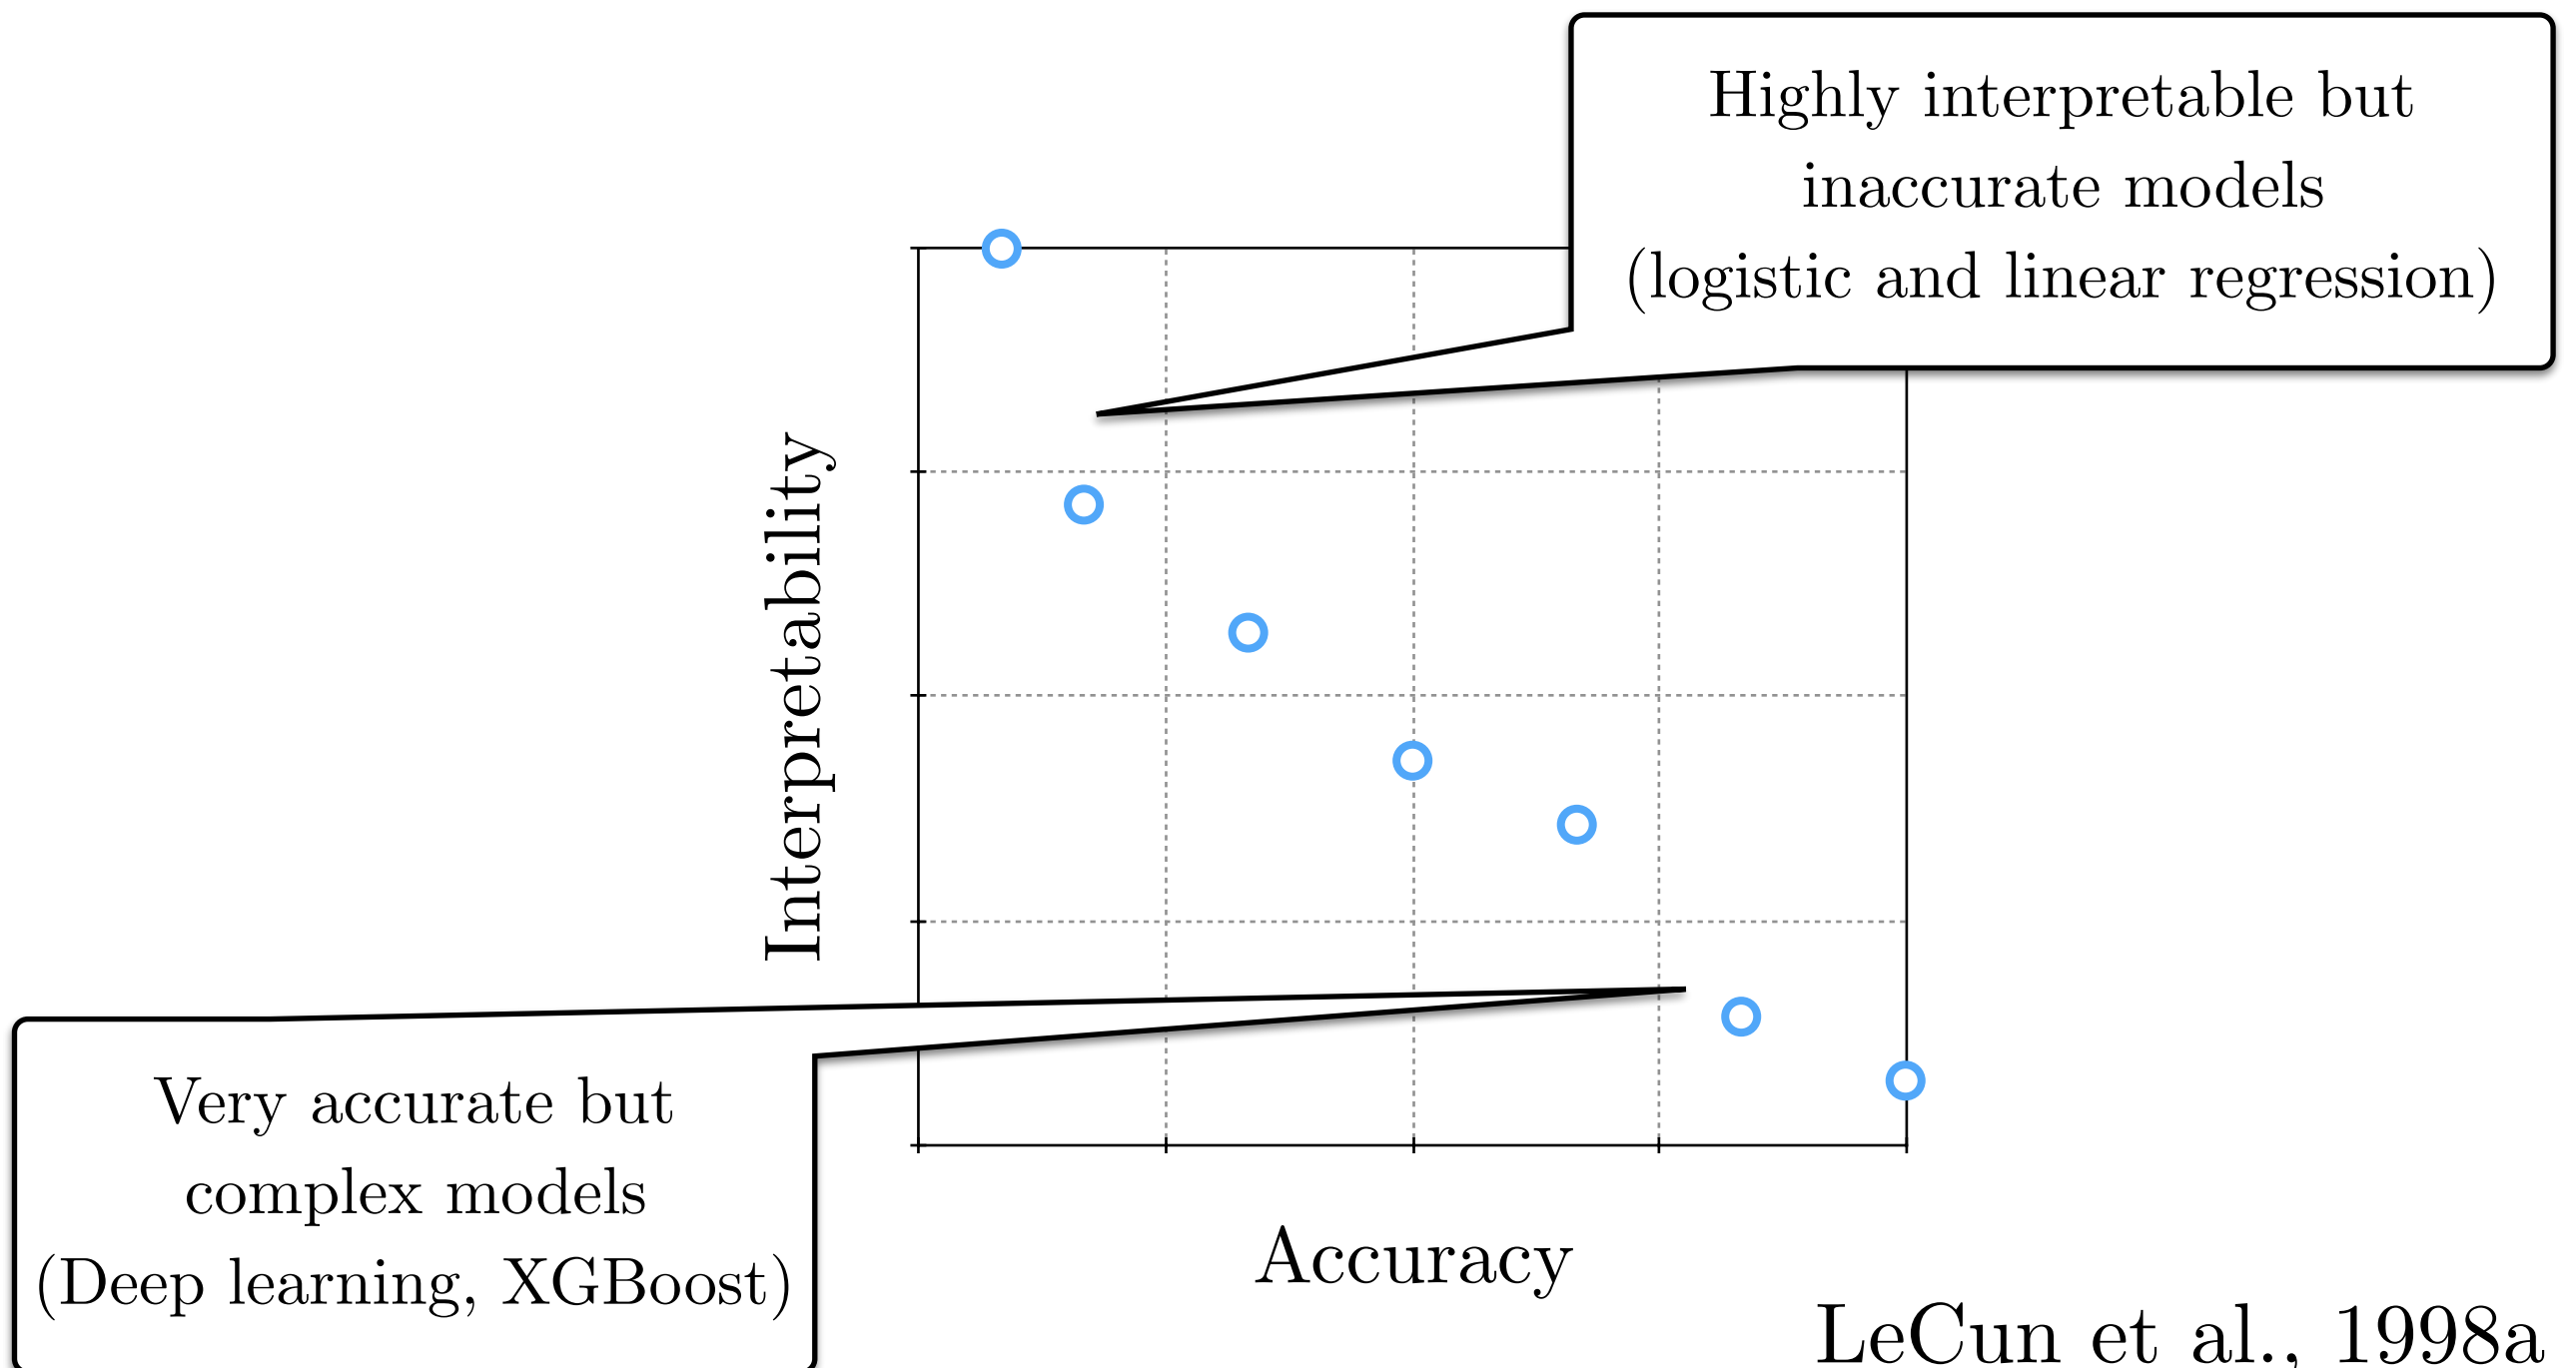 Highly interpretable but
inaccurate models
(logistic and linear regression)
Interpretability
Very accurate but
complex models
(Deep learning, XGBoost)
Accuracy
LeCun et al., 1998a